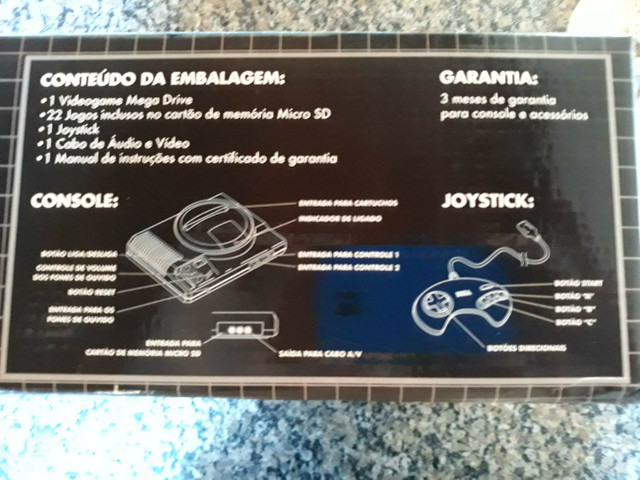 CONTEÚDO DA EMBALAGEM:
•1 Videogame Mega Drive
•22 Jogos inclusos no cartão de memória Micro SD
•1 Joystick
•1 Cabo de Áudio e Vídeo
•1 Manual de instruções com certificado de garantia
GARANTIA:
3 meses de garantia
para console e acessórios
CONSOLE:
ENTRADA PARA CARTUCHOS
INDICADOR DE LIGADO
BOTÃO LIGA/DESLIGA
CONTROLE DE VOLUME
DOS FONES DE OUVIDO
BOTÃO RESET
ENTRADA PARA OS
FONES DE OUVIDO
ENTRADA PARA CONTROLE 1
ENTRADA PARA CONTROLE 2
ENTRADA PARA
CARTÃO DE MEMÓRIA MICRO SD
SAÍDA PARA CABO A/V
JOYSTICK:
BOTÃO START
BOTÃO "A"
BOTÃO "B"
BOTÃO "C"
BOTÕES DIRECIONAIS